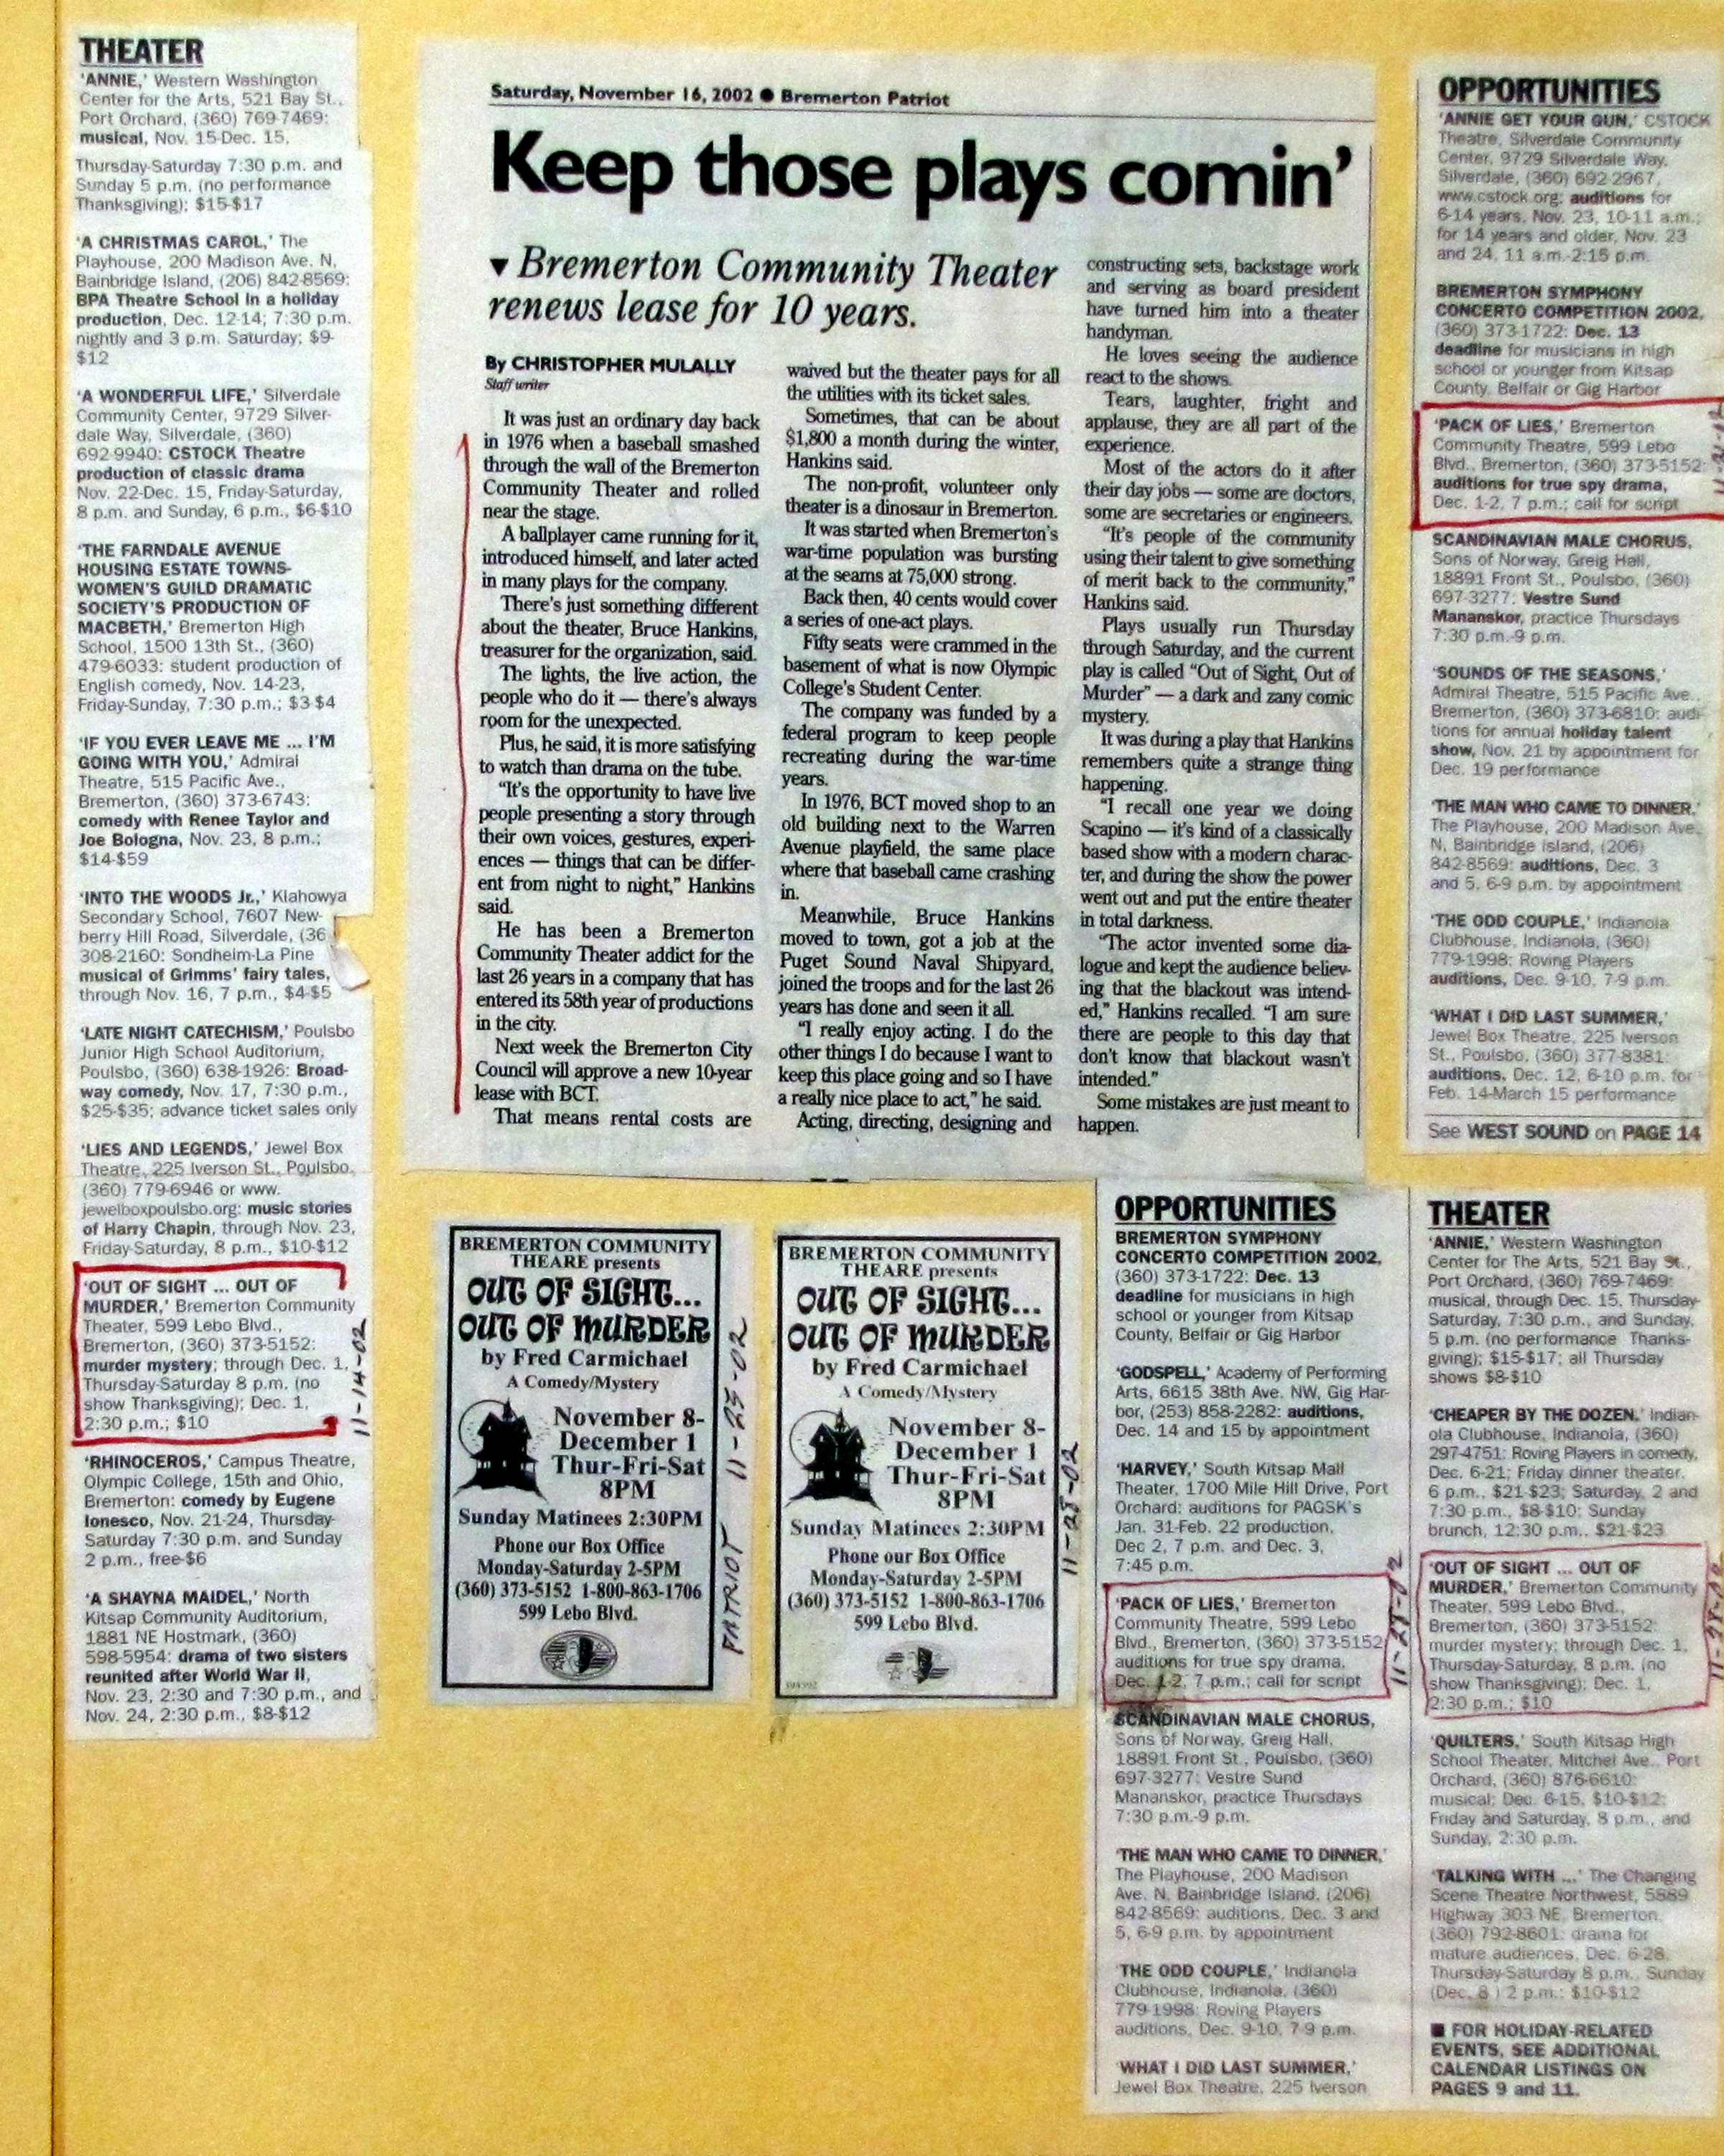 THEATER
'ANNIE,' Western Washington
Center for the Arts, 521 Bay St.,
Port Orchard, (360) 769-7469:
musical, Nov. 15-Dec. 15,
Thursday-Saturday 7:30 p.m. and
Sunday 5 p.m. (no performance
Thanksgiving); $15-$17
'A CHRISTMAS CAROL,' The
Playhouse, 200 Madison Ave. N,
Bainbridge Island, (206) 842-8569:
BPA Theatre School in a holiday
production, Dec. 12-14; 7:30 p.m.
nightly and 3 p.m. Saturday; $9-
$12
'A WONDERFUL LIFE,' Silverdale
Community Center, 9729 Silver-
dale Way, Silverdale, (360)
692-9940: CSTOCK Theatre
production of classic drama
Nov. 22-Dec. 15, Friday-Saturday,
8 p.m. and Sunday, 6 p.m., $6-$10
'THE FARNDALE AVENUE
HOUSING ESTATE TOWNS-
WOMEN'S GUILD DRAMATIC
SOCIETY'S PRODUCTION OF
MACBETH,' Bremerton High
School, 1500 13th St., (360)
479-6033: student production of
English comedy, Nov. 14-23,
Friday-Sunday, 7:30 p.m.; $3-$4
'IF YOU EVER LEAVE ME ... I'M
GOING WITH YOU,' Admiral
Theatre, 515 Pacific Ave.,
Bremerton, (360) 373-6743:
comedy with Renee Taylor and
Joe Bologna, Nov. 23, 8 p.m.;
$14-$59
'INTO THE WOODS Jr.,' Klahowya
Secondary School, 7607 New-
berry Hill Road, Silverdale, (36
308-2160: Sondheim-La Pine
musical of Grimms' fairy tales,
through Nov. 16, 7 p.m., $4-$5
'LATE NIGHT CATECHISM,' Poulsbo
Junior High School Auditorium,
Poulsbo, (360) 638-1926: Broad-
way comedy, Nov. 17, 7:30 p.m.,
$25-$35; advance ticket sales only
'LIES AND LEGENDS,' Jewel Box
Theatre, 225 Iverson St., Poulsbo,
(360) 779-6946 or www.
jewelboxpoulsbo.org: music stories
of Harry Chapin, through Nov. 23,
Friday-Saturday, 8 p.m., $10-$12
'OUT OF SIGHT ... OUT OF
MURDER,' Bremerton Community
Theater, 599 Lebo Blvd.,
Bremerton, (360) 373-5152:
murder mystery; through Dec. 1,
Thursday-Saturday 8 p.m. (no
show Thanksgiving); Dec. 1,
2:30 p.m.; $10
11-14-02
'RHINOCEROS,' Campus Theatre,
Olympic College, 15th and Ohio,
Bremerton: comedy by Eugene
Ionesco, Nov. 21-24, Thursday-
Saturday 7:30 p.m. and Sunday
2 p.m., free-$6
'A SHAYNA MAIDEL,' North
Kitsap Community Auditorium,
1881 NE Hostmark, (360)
598-5954: drama of two sisters
reunited after World War II,
Nov. 23, 2:30 and 7:30 p.m., and
Nov. 24, 2:30 p.m., $8-$12
Saturday, November 16, 2002 ● Bremerton Patriot
Keep those plays comin'
▼ Bremerton Community Theater
renews lease for 10 years.
By CHRISTOPHER MULALLY
Staff writer
It was just an ordinary day back
in 1976 when a baseball smashed
through the wall of the Bremerton
Community Theater and rolled
near the stage.
A ballplayer came running for it,
introduced himself, and later acted
in many plays for the company.
There's just something different
about the theater, Bruce Hankins,
treasurer for the organization, said.
The lights, the live action, the
people who do it — there's always
room for the unexpected.
Plus, he said, it is more satisfying
to watch than drama on the tube.
"It's the opportunity to have live
people presenting a story through
their own voices, gestures, experi-
ences — things that can be differ-
ent from night to night," Hankins
said.
He has been a Bremerton
Community Theater addict for the
last 26 years in a company that has
entered its 58th year of productions
in the city.
Next week the Bremerton City
Council will approve a new 10-year
lease with BCT.
That means rental costs are
waived but the theater pays for all
the utilities with its ticket sales.
Sometimes, that can be about
$1,800 a month during the winter,
Hankins said.
The non-profit, volunteer only
theater is a dinosaur in Bremerton.
It was started when Bremerton's
war-time population was bursting
at the seams at 75,000 strong.
Back then, 40 cents would cover
a series of one-act plays.
Fifty seats were crammed in the
basement of what is now Olympic
College's Student Center.
The company was funded by a
federal program to keep people
recreating during the war-time
years.
In 1976, BCT moved shop to an
old building next to the Warren
Avenue playfield, the same place
where that baseball came crashing
in.
Meanwhile, Bruce Hankins
moved to town, got a job at the
Puget Sound Naval Shipyard,
joined the troops and for the last 26
years has done and seen it all.
"I really enjoy acting. I do the
other things I do because I want to
keep this place going and so I have
a really nice place to act," he said.
Acting, directing, designing and
constructing sets, backstage work
and serving as board president
have turned him into a theater
handyman.
He loves seeing the audience
react to the shows.
Tears, laughter, fright and
applause, they are all part of the
experience.
Most of the actors do it after
their day jobs — some are doctors,
some are secretaries or engineers.
"It's people of the community
using their talent to give something
of merit back to the community,"
Hankins said.
Plays usually run Thursday
through Saturday, and the current
play is called "Out of Sight, Out of
Murder" — a dark and zany comic
mystery.
It was during a play that Hankins
remembers quite a strange thing
happening.
"I recall one year we doing
Scapino — it's kind of a classically
based show with a modern charac-
ter, and during the show the power
went out and put the entire theater
in total darkness.
"The actor invented some dia-
logue and kept the audience believ-
ing that the blackout was intend-
ed," Hankins recalled. "I am sure
there are people to this day that
don't know that blackout wasn't
intended."
Some mistakes are just meant to
happen.
OPPORTUNITIES
'ANNIE GET YOUR GUN,' CSTOCK
Theatre, Silverdale Community
Center, 9729 Silverdale Way,
Silverdale, (360) 692-2967,
www.cstock.org: auditions for
6-14 years, Nov. 23, 10-11 a.m.;
for 14 years and older, Nov. 23
and 24, 11 a.m.-2:15 p.m.
BREMERTON SYMPHONY
CONCERTO COMPETITION 2002,
(360) 373-1722: Dec. 13
deadline for musicians in high
school or younger from Kitsap
County, Belfair or Gig Harbor
'PACK OF LIES,' Bremerton
Community Theatre, 599 Lebo
Blvd., Bremerton, (360) 373-5152:
auditions for true spy drama,
Dec. 1-2, 7 p.m.; call for script
SCANDINAVIAN MALE CHORUS,
Sons of Norway, Greig Hall,
18891 Front St., Poulsbo, (360)
697-3277: Vestre Sund
Mananskor, practice Thursdays
7:30 p.m.-9 p.m.
'SOUNDS OF THE SEASONS,'
Admiral Theatre, 515 Pacific Ave.,
Bremerton, (360) 373-6810: audi-
tions for annual holiday talent
show, Nov. 21 by appointment for
Dec. 19 performance
'THE MAN WHO CAME TO DINNER,'
The Playhouse, 200 Madison Ave.
N, Bainbridge Island, (206)
842-8569: auditions, Dec. 3
and 5, 6-9 p.m. by appointment
'THE ODD COUPLE,' Indianola
Clubhouse, Indianola, (360)
779-1998: Roving Players
auditions, Dec. 9-10, 7-9 p.m.
'WHAT I DID LAST SUMMER,'
Jewel Box Theatre, 225 Iverson
St., Poulsbo, (360) 377-8381:
auditions, Dec. 12, 6-10 p.m. for
Feb. 14-March 15 performance
See WEST SOUND on PAGE 14
BREMERTON COMMUNITY
THEARE presents
OUT OF SIGHT...
OUT OF MURDER
by Fred Carmichael
A Comedy/Mystery
November 8-
December 1
Thur-Fri-Sat
8PM
Sunday Matinees 2:30PM
Phone our Box Office
Monday-Saturday 2-5PM
(360) 373-5152 1-800-863-1706
599 Lebo Blvd.
PATRIOT 11-23-02
BREMERTON COMMUNITY
THEARE presents
OUT OF SIGHT...
OUT OF MURDER
by Fred Carmichael
A Comedy/Mystery
November 8-
December 1
Thur-Fri-Sat
8PM
Sunday Matinees 2:30PM
Phone our Box Office
Monday-Saturday 2-5PM
(360) 373-5152 1-800-863-1706
599 Lebo Blvd.
11-28-02
OPPORTUNITIES
BREMERTON SYMPHONY
CONCERTO COMPETITION 2002,
(360) 373-1722: Dec. 13
deadline for musicians in high
school or younger from Kitsap
County, Belfair or Gig Harbor
'GODSPELL,' Academy of Performing
Arts, 6615 38th Ave. NW, Gig Har-
bor, (253) 858-2282: auditions,
Dec. 14 and 15 by appointment
'HARVEY,' South Kitsap Mall
Theater, 1700 Mile Hill Drive, Port
Orchard: auditions for PAGSK's
Jan. 31-Feb. 22 production,
Dec 2, 7 p.m. and Dec. 3,
7:45 p.m.
'PACK OF LIES,' Bremerton
Community Theatre, 599 Lebo
Blvd., Bremerton, (360) 373-5152
auditions for true spy drama,
Dec. 1-2, 7 p.m.; call for script
11-28-02
SCANDINAVIAN MALE CHORUS,
Sons of Norway, Greig Hall,
18891 Front St., Poulsbo, (360)
697-3277: Vestre Sund
Mananskor, practice Thursdays
7:30 p.m.-9 p.m.
'THE MAN WHO CAME TO DINNER,'
The Playhouse, 200 Madison
Ave. N, Bainbridge Island, (206)
842-8569: auditions, Dec. 3 and
5, 6-9 p.m. by appointment
'THE ODD COUPLE,' Indianola
Clubhouse, Indianola, (360)
779-1998: Roving Players
auditions, Dec. 9-10, 7-9 p.m.
'WHAT I DID LAST SUMMER,'
Jewel Box Theatre, 225 Iverson
THEATER
'ANNIE,' Western Washington
Center for The Arts, 521 Bay St.,
Port Orchard, (360) 769-7469:
musical, through Dec. 15, Thursday-
Saturday, 7:30 p.m. and Sunday,
5 p.m. (no performance Thanks-
giving); $15-$17; all Thursday
shows $8-$10
'CHEAPER BY THE DOZEN,' Indian-
ola Clubhouse, Indianola, (360)
297-4751: Roving Players in comedy,
Dec. 6-21; Friday dinner theater,
6 p.m., $21-$23; Saturday, 2 and
7:30 p.m., $8-$10; Sunday
brunch, 12:30 p.m., $21-$23
'OUT OF SIGHT ... OUT OF
MURDER,' Bremerton Community
Theater, 599 Lebo Blvd.,
Bremerton, (360) 373-5152:
murder mystery; through Dec. 1,
Thursday-Saturday, 8 p.m. (no
show Thanksgiving); Dec. 1,
2:30 p.m.; $10
'QUILTERS,' South Kitsap High
School Theater, Mitchel Ave., Port
Orchard, (360) 876-6610:
musical; Dec. 6-15, $10-$12;
Friday and Saturday, 8 p.m., and
Sunday, 2:30 p.m.
'TALKING WITH ...' The Changing
Scene Theatre Northwest, 5889
Highway 303 NE, Bremerton,
(360) 792-8601: drama for
mature audiences, Dec. 6-28,
Thursday-Saturday 8 p.m., Sunday
(Dec. 8 ) 2 p.m.; $10-$12
■ FOR HOLIDAY-RELATED
EVENTS, SEE ADDITIONAL
CALENDAR LISTINGS ON
PAGES 9 and 11.